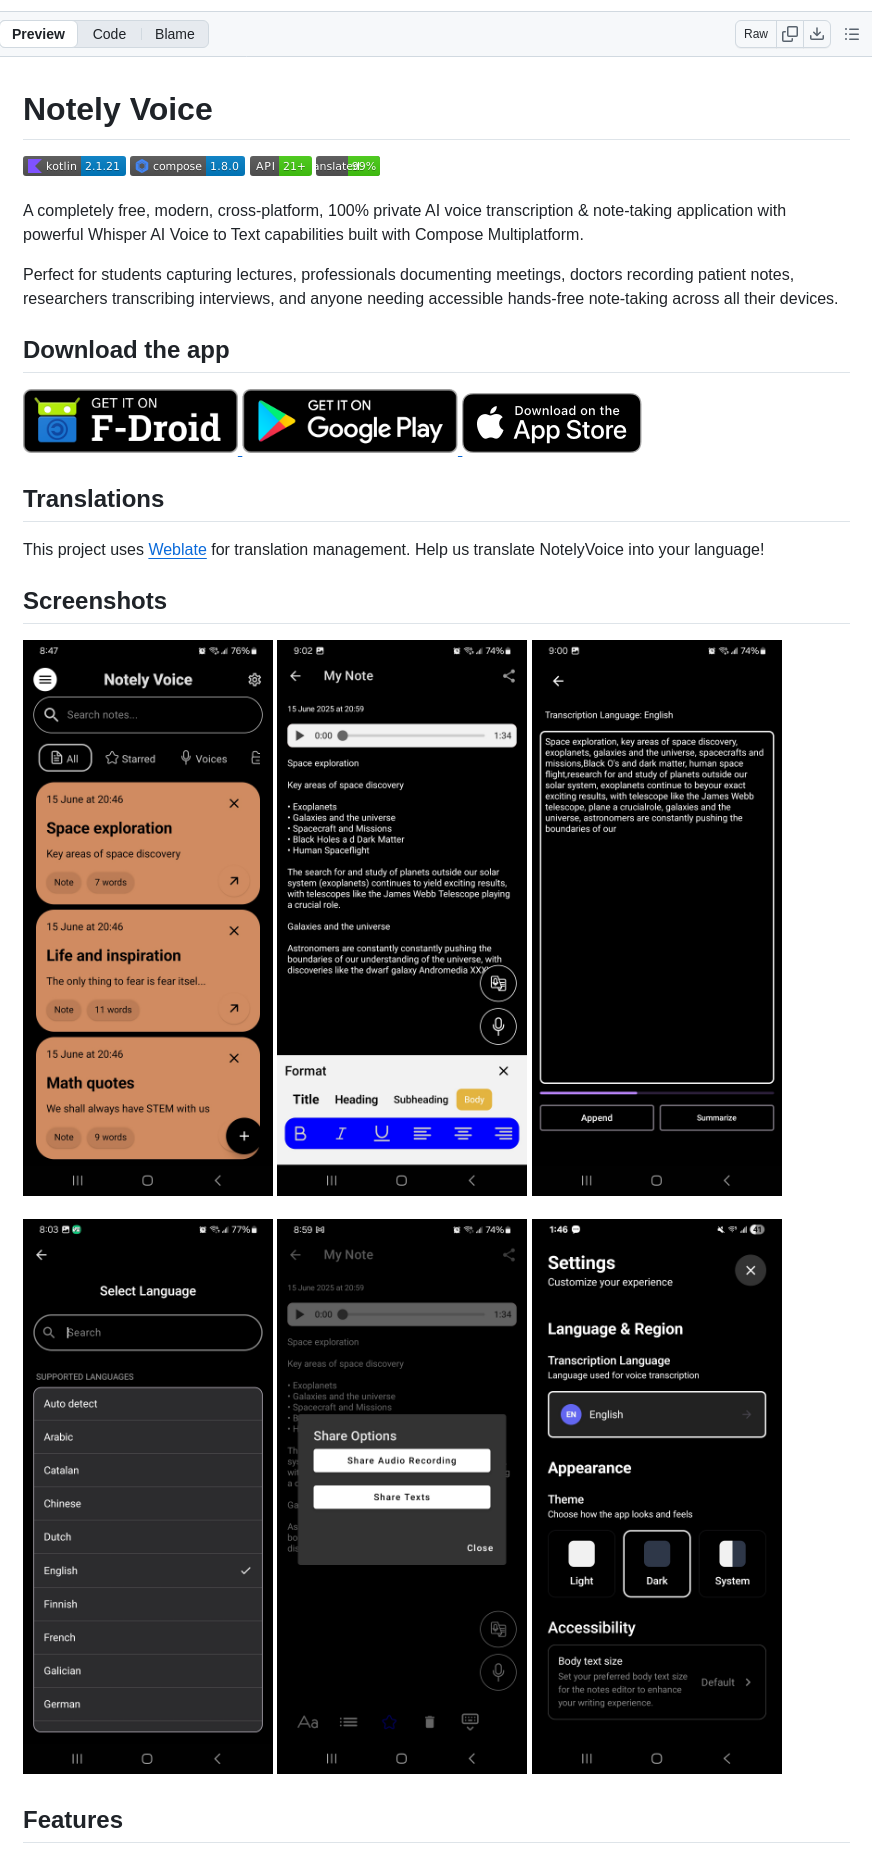 Preview Code Blame Raw
Notely Voice
kotlin 2.1.21 compose 1.8.0 API 21+ anslated 99%
A completely free, modern, cross-platform, 100% private AI voice transcription & note-taking application with
powerful Whisper AI Voice to Text capabilities built with Compose Multiplatform.
Perfect for students capturing lectures, professionals documenting meetings, doctors recording patient notes,
researchers transcribing interviews, and anyone needing accessible hands-free note-taking across all their devices.
Download the app
GET IT ON
F-Droid
GET IT ON
Google Play
Download on the
App Store
Translations
This project uses Weblate for translation management. Help us translate NotelyVoice into your language!
Screenshots
8:47 76%
Notely Voice
Search notes...
All Starred Voices
15 June at 20:46
Space exploration
Key areas of space discovery
Note 7 words
15 June at 20:46
Life and inspiration
The only thing to fear is fear itsel...
Note 11 words
15 June at 20:46
Math quotes
We shall always have STEM with us
Note 9 words
9:02 74%
My Note
15 June 2025 at 20:59
0:00 1:34
Space exploration
Key areas of space discovery
• Exoplanets
• Galaxies and the universe
• Spacecraft and Missions
• Black Holes a d Dark Matter
• Human Spaceflight
The search for and study of planets outside our solar
system (exoplanets) continues to yield exciting results,
with telescopes like the James Webb Telescope playing
a crucial role.
Galaxies and the universe
Astronomers are constantly constantly pushing the
boundaries of our understanding of the universe, with
discoveries like the dwarf galaxy Andromedia XXX
Format
Title Heading Subheading Body
B I U
9:00 74%
Transcription Language: English
Space exploration, key areas of space discovery,
exoplanets, galaxies and the universe, spacecrafts and
missions,Black O's and dark matter, human space
flight,research for and study of planets outside our
solar system, exoplanets continue to beyour exact
exciting results, with telescope like the James Webb
telescope, plane a crucialrole, galaxies and the
universe, astronomers are constantly pushing the
boundaries of our
Append Summarize
8:03 77%
Select Language
Search
SUPPORTED LANGUAGES
Auto detect
Arabic
Catalan
Chinese
Dutch
English
Finnish
French
Galician
German
8:59 74%
My Note
15 June 2025 at 20:59
0:00 1:34
Space exploration
Key areas of space discovery
• Exoplanets
• Galaxies and the universe
• Spacecraft and Missions
Share Options
Share Audio Recording
Share Texts
Close
Aa
1:46 41
Settings
Customize your experience
Language & Region
Transcription Language
Language used for voice transcription
EN English
Appearance
Theme
Choose how the app looks and feels
Light Dark System
Accessibility
Body text size
Set your preferred body text size
for the notes editor to enhance
your writing experience.
Default
Features